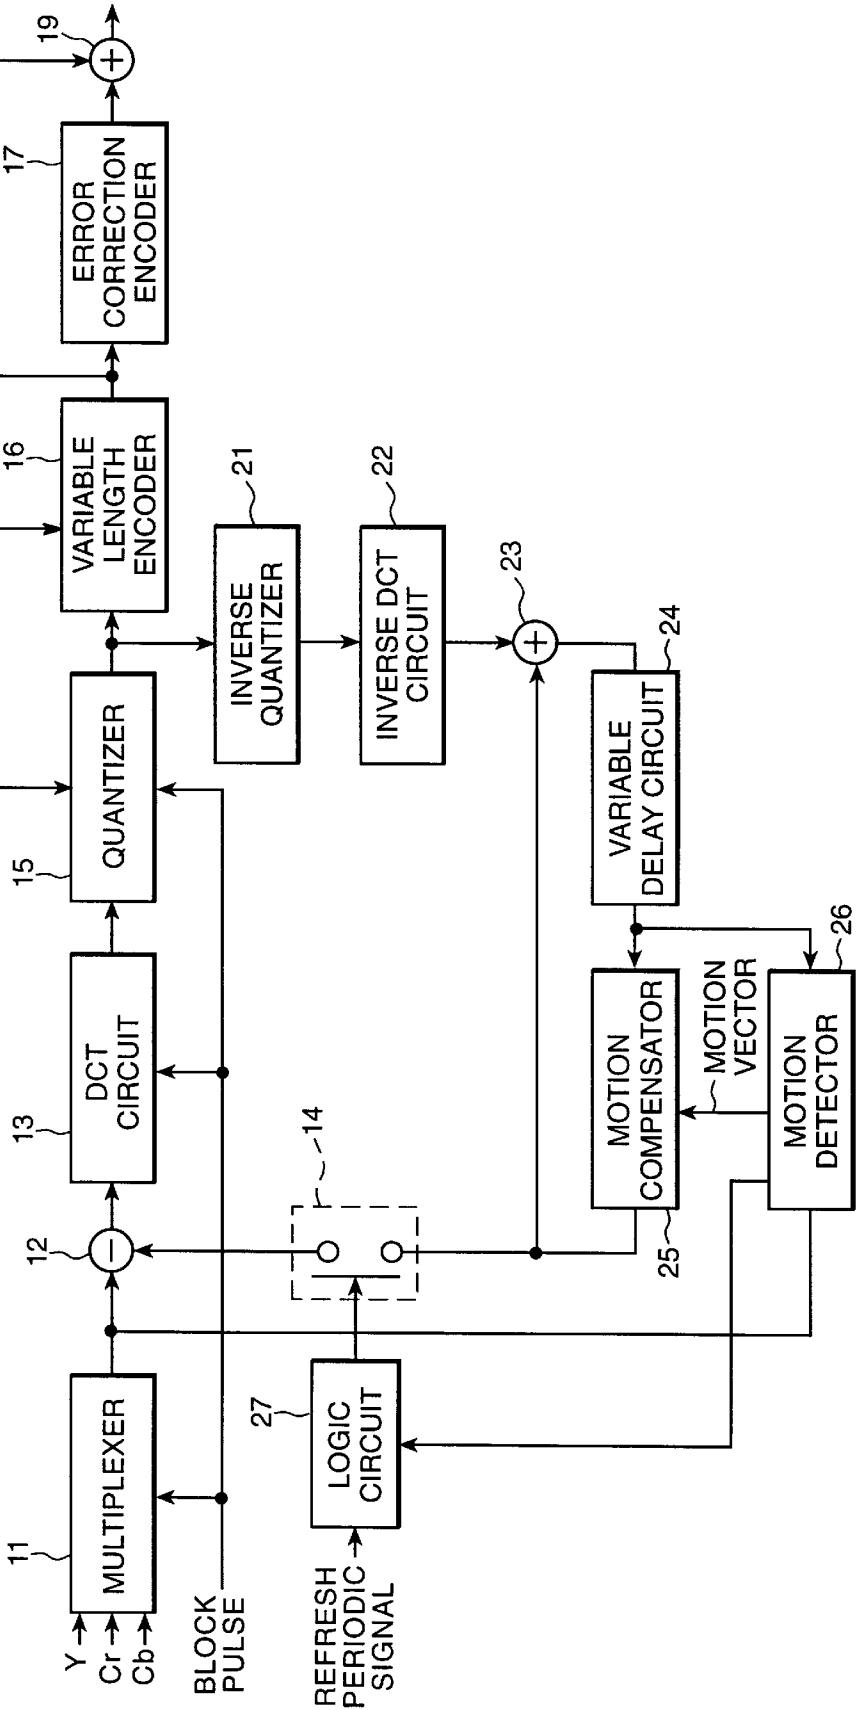 Y
Cr
Cb
11
MULTIPLEXER
BLOCK
PULSE
12
13
DCT
CIRCUIT
15
QUANTIZER
16
VARIABLE
LENGTH
ENCODER
17
ERROR
CORRECTION
ENCODER
19
21
INVERSE
QUANTIZER
22
INVERSE DCT
CIRCUIT
23
14
REFRESH
PERIODIC
SIGNAL
27
LOGIC
CIRCUIT
24
VARIABLE
DELAY CIRCUIT
25
MOTION
COMPENSATOR
MOTION
VECTOR
26
MOTION
DETECTOR